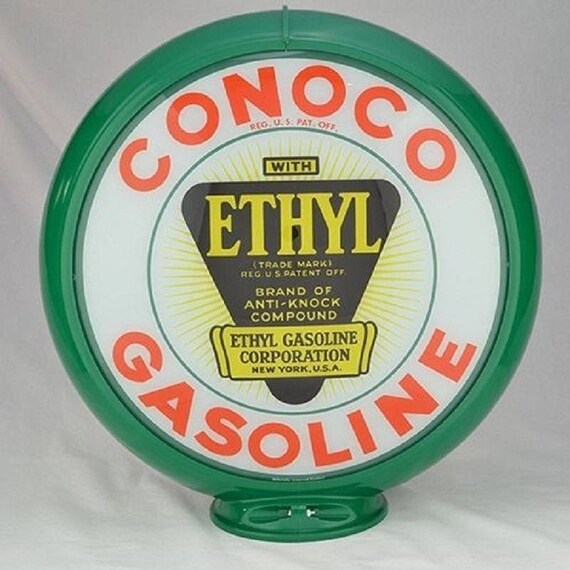 CONOCO
REG. U. S. PAT. OFF.
WITH
ETHYL
(TRADE MARK)
REG. U.S. PATENT OFF
BRAND OF
ANTI-KNOCK
COMPOUND
ETHYL GASOLINE
CORPORATION
NEW YORK, U.S.A.
GASOLINE